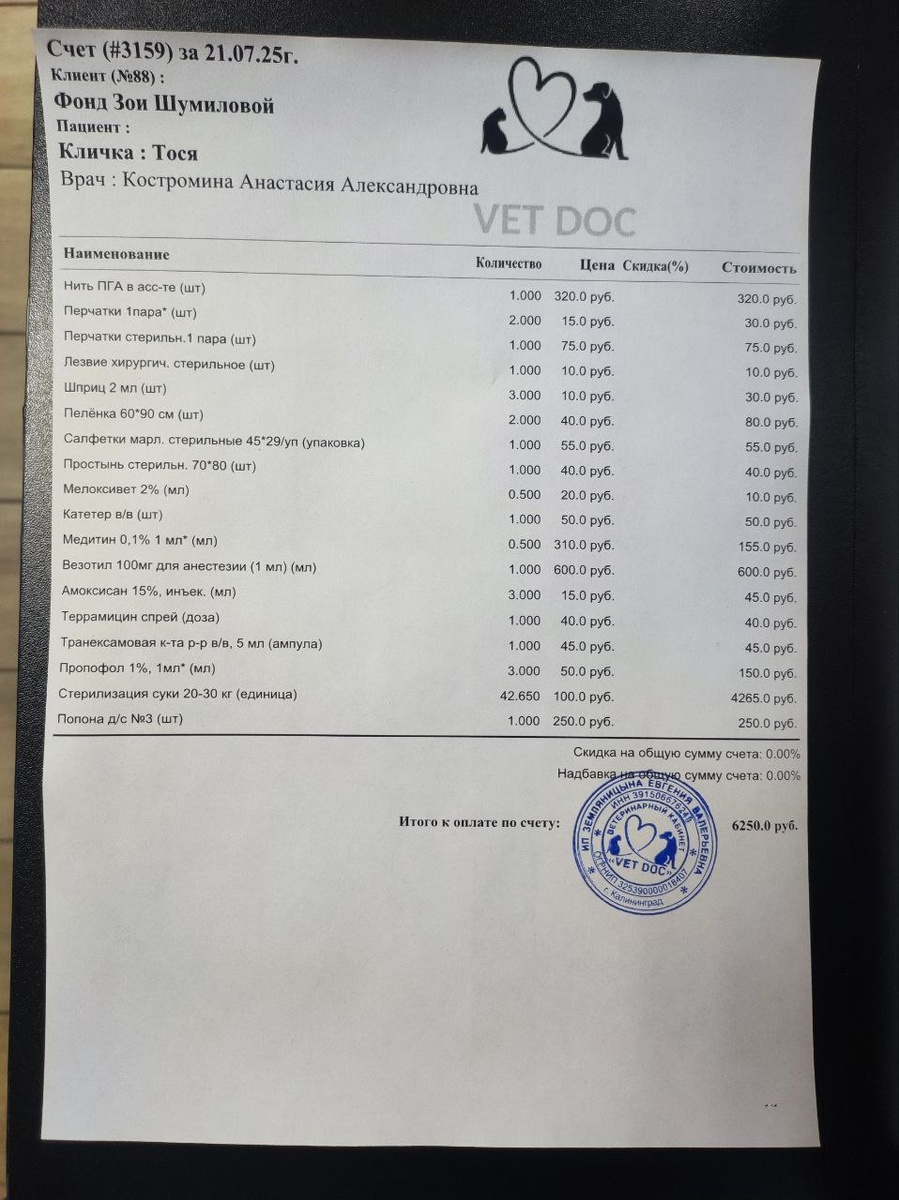 Счет (#3159) за 21.07.25г.
Клиент (№88) :
Фонд Зои Шумиловой
Пациент :
Кличка : Тося
Врач : Костромина Анастасия Александровна
VET DOC
Наименование Количество Цена Скидка(%) Стоимость
Нить ПГА в асс-те (шт) 1.000 320.0 руб. 320.0 руб.
Перчатки 1пара* (шт) 2.000 15.0 руб. 30.0 руб.
Перчатки стерильн.1 пара (шт) 1.000 75.0 руб. 75.0 руб.
Лезвие хирургич. стерильное (шт) 1.000 10.0 руб. 10.0 руб.
Шприц 2 мл (шт) 3.000 10.0 руб. 30.0 руб.
Пелёнка 60*90 см (шт) 2.000 40.0 руб. 80.0 руб.
Салфетки марл. стерильные 45*29/уп (упаковка) 1.000 55.0 руб. 55.0 руб.
Простынь стерильн. 70*80 (шт) 1.000 40.0 руб. 40.0 руб.
Мелоксивет 2% (мл) 0.500 20.0 руб. 10.0 руб.
Катетер в/в (шт) 1.000 50.0 руб. 50.0 руб.
Медитин 0,1% 1 мл* (мл) 0.500 310.0 руб. 155.0 руб.
Везотил 100мг для анестезии (1 мл) (мл) 1.000 600.0 руб. 600.0 руб.
Амоксисан 15%, инъек. (мл) 3.000 15.0 руб. 45.0 руб.
Террамицин спрей (доза) 1.000 40.0 руб. 40.0 руб.
Транексамовая к-та р-р в/в, 5 мл (ампула) 1.000 45.0 руб. 45.0 руб.
Пропофол 1%, 1мл* (мл) 3.000 50.0 руб. 150.0 руб.
Стерилизация суки 20-30 кг (единица) 42.650 100.0 руб. 4265.0 руб.
Попона д/с №3 (шт) 1.000 250.0 руб. 250.0 руб.
Скидка на общую сумму счета: 0.00%
Надбавка на общую сумму счета: 0.00%
Итого к оплате по счету: 6250.0 руб.
ИП ЗЕМЛЯНИЦЫНА ЕВГЕНИЯ ВАЛЕРЬЕВНА
ИНН 391506676248
ВЕТЕРИНАРНЫЙ КАБИНЕТ
«VET DOC»
ОГРНИП 325390000018407
г. Калининград